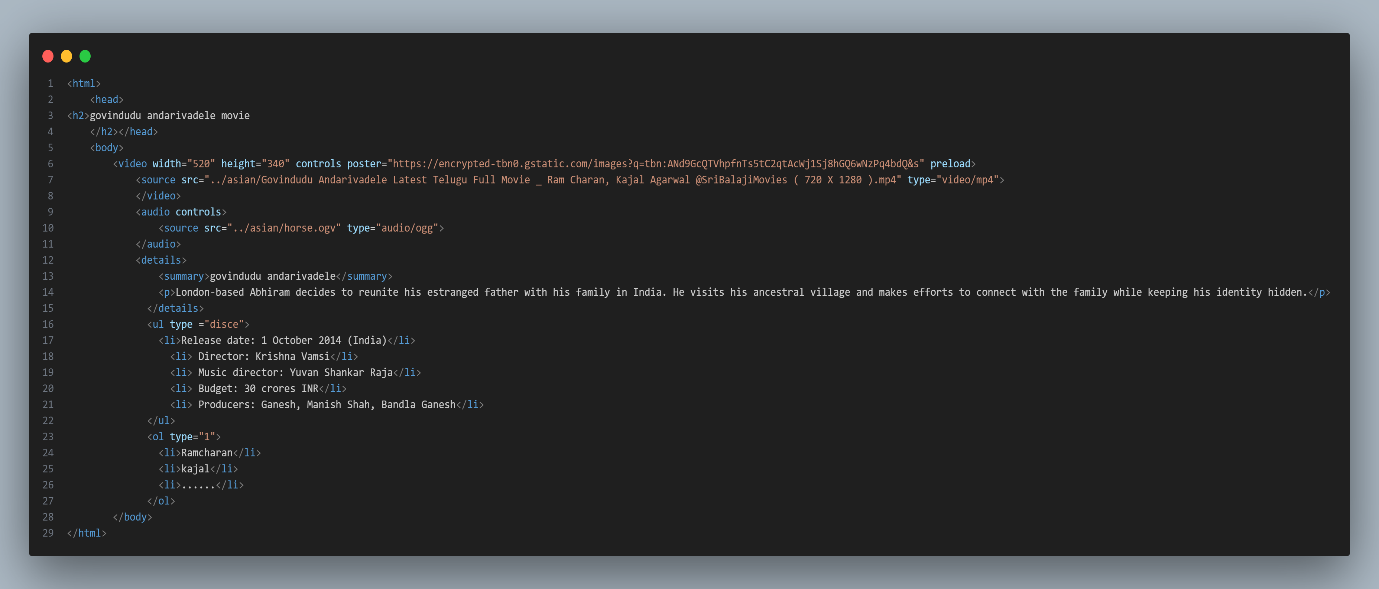 1 <html>
2 <head>
3 <h2>govindudu andarivadele movie
4 </h2></head>
5 <body>
6 <video width="520" height="340" controls poster="https://encrypted-tbn0.gstatic.com/images?q=tbn:ANd9GcQTVhpfnTs5tC2qtAcWj1Sj8hGQ6wNzPq4bdQ&s" preload>
7 <source src="../asian/Govindudu Andarivadele Latest Telugu Full Movie _ Ram Charan, Kajal Agarwal @SriBalajiMovies ( 720 X 1280 ).mp4" type="video/mp4">
8 </video>
9 <audio controls>
10 <source src="../asian/horse.ogv" type="audio/ogg">
11 </audio>
12 <details>
13 <summary>govindudu andarivadele</summary>
14 <p>London-based Abhiram decides to reunite his estranged father with his family in India. He visits his ancestral village and makes efforts to connect with the family while keeping his identity hidden.</p>
15 </details>
16 <ul type ="disce">
17 <li>Release date: 1 October 2014 (India)</li>
18 <li> Director: Krishna Vamsi</li>
19 <li> Music director: Yuvan Shankar Raja</li>
20 <li> Budget: 30 crores INR</li>
21 <li> Producers: Ganesh, Manish Shah, Bandla Ganesh</li>
22 </ul>
23 <ol type="1">
24 <li>Ramcharan</li>
25 <li>kajal</li>
26 <li>......</li>
27 </ol>
28 </body>
29 </html>